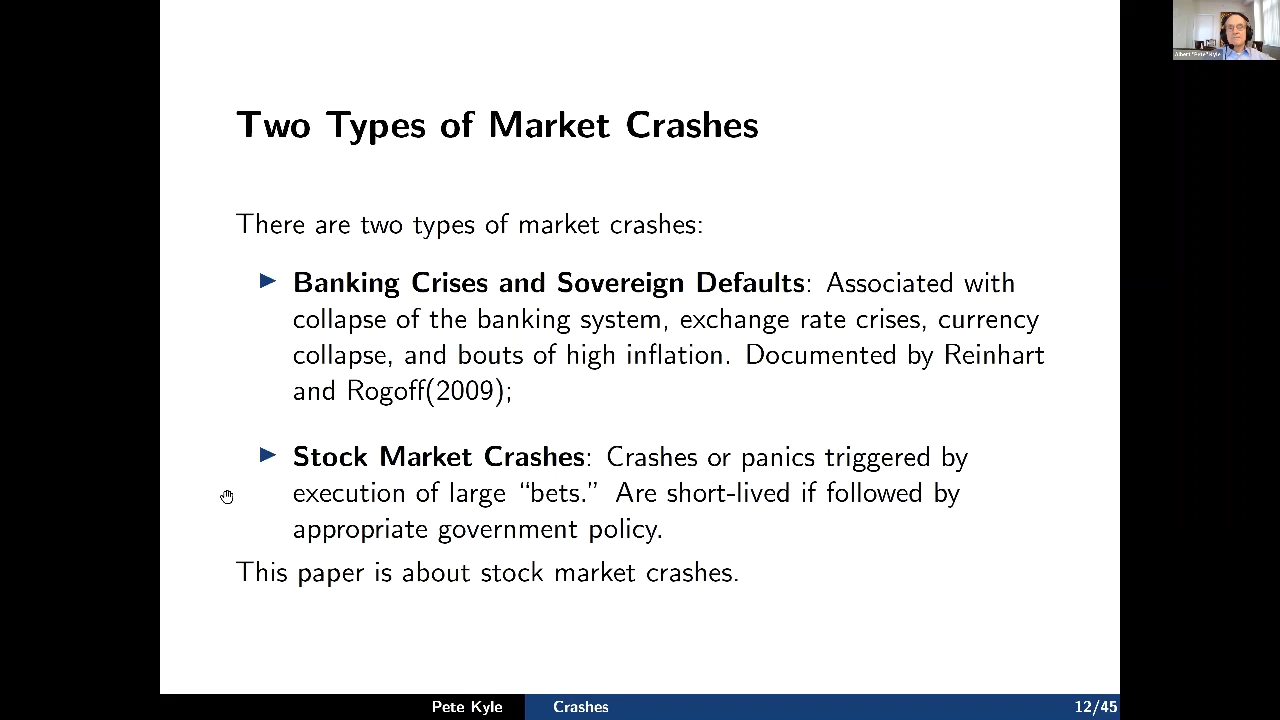 Albert "Pete" Kyle
Two Types of Market Crashes
There are two types of market crashes:
Banking Crises and Sovereign Defaults: Associated with
collapse of the banking system, exchange rate crises, currency
collapse, and bouts of high inflation. Documented by Reinhart
and Rogoff(2009);
Stock Market Crashes: Crashes or panics triggered by
execution of large “bets.” Are short-lived if followed by
appropriate government policy.
This paper is about stock market crashes.
Pete Kyle
Crashes
12/45